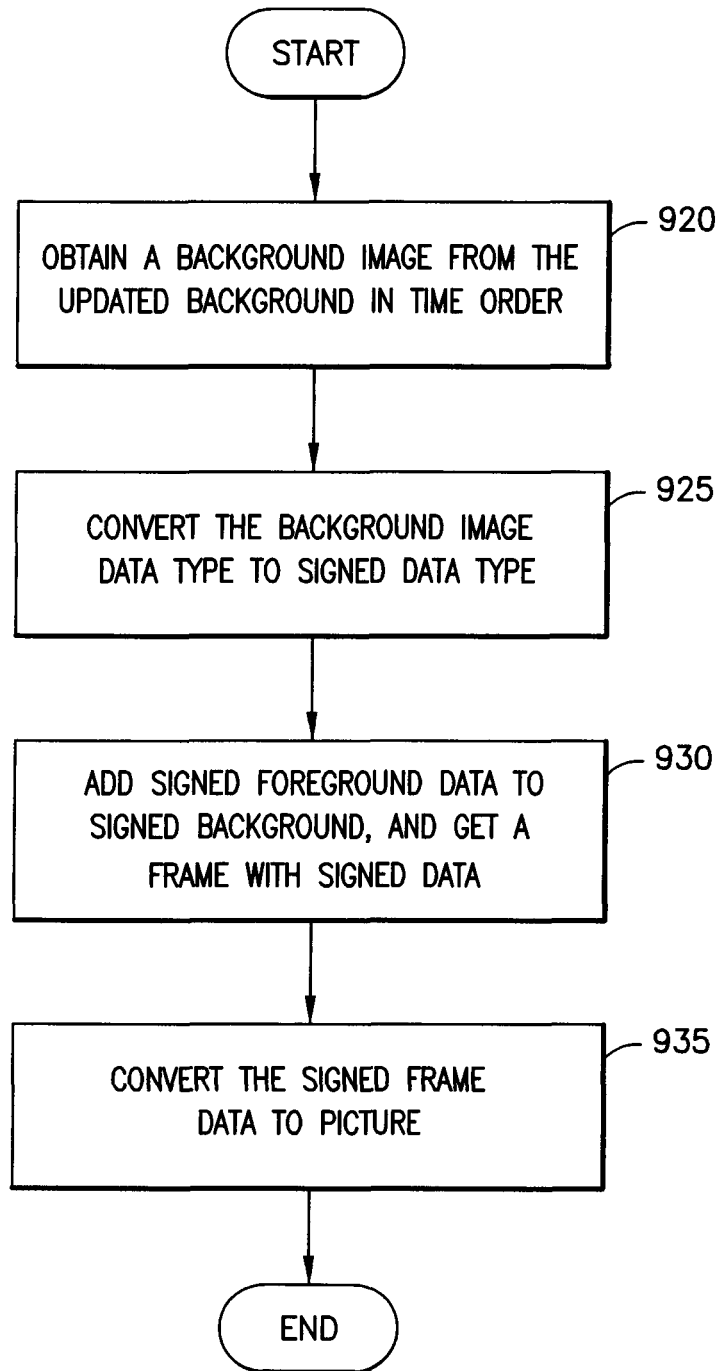 START
920
OBTAIN A BACKGROUND IMAGE FROM THE
UPDATED BACKGROUND IN TIME ORDER
925
CONVERT THE BACKGROUND IMAGE
DATA TYPE TO SIGNED DATA TYPE
930
ADD SIGNED FOREGROUND DATA TO
SIGNED BACKGROUND, AND GET A
FRAME WITH SIGNED DATA
935
CONVERT THE SIGNED FRAME
DATA TO PICTURE
END